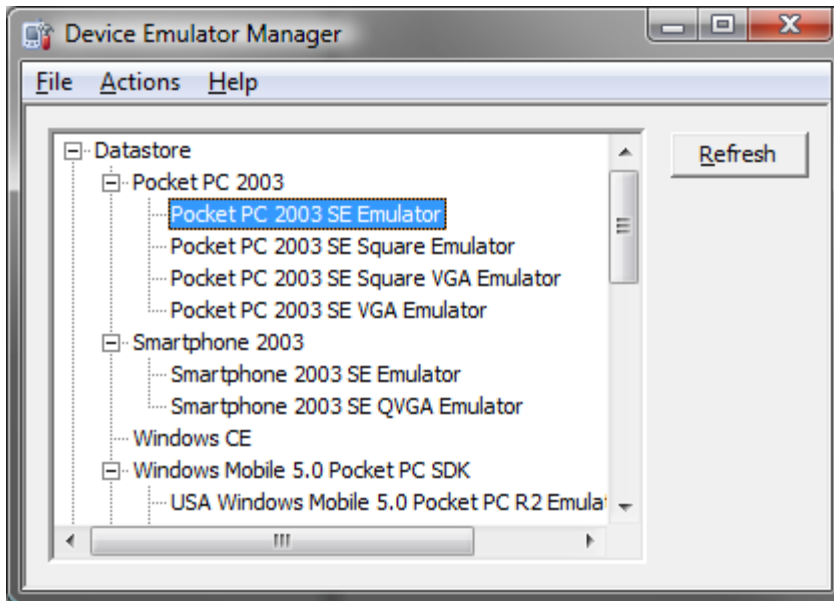 Device Emulator Manager
File Actions Help
Datastore
Refresh
Pocket PC 2003
Pocket PC 2003 SE Emulator
Pocket PC 2003 SE Square Emulator
Pocket PC 2003 SE Square VGA Emulator
Pocket PC 2003 SE VGA Emulator
Smartphone 2003
Smartphone 2003 SE Emulator
Smartphone 2003 SE QVGA Emulator
Windows CE
Windows Mobile 5.0 Pocket PC SDK
USA Windows Mobile 5.0 Pocket PC R2 Emula